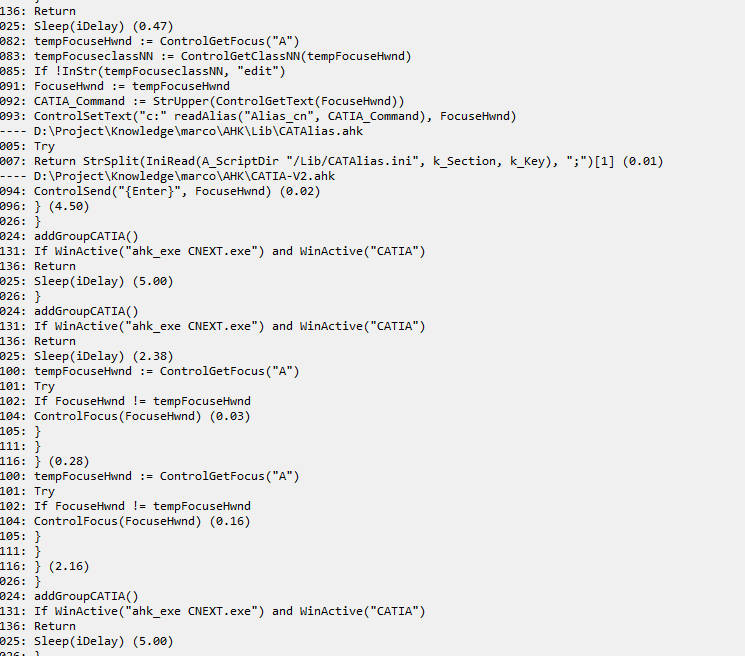 136: Return
025: Sleep(iDelay) (0.47)
082: tempFocuseHwnd := ControlGetFocus("A")
083: tempFocuseclassNN := ControlGetClassNN(tempFocuseHwnd)
085: If !InStr(tempFocuseclassNN, "edit")
091: FocuseHwnd := tempFocuseHwnd
092: CATIA_Command := StrUpper(ControlGetText(FocuseHwnd))
093: ControlSetText("c:" readAlias("Alias_cn", CATIA_Command), FocuseHwnd)
---- D:\Project\Knowledge\marco\AHK\Lib\CATAlias.ahk
005: Try
007: Return StrSplit(IniRead(A_ScriptDir "/Lib/CATAlias.ini", k_Section, k_Key), ";")[1] (0.01)
---- D:\Project\Knowledge\marco\AHK\CATIA-V2.ahk
094: ControlSend("{Enter}", FocuseHwnd) (0.02)
096: } (4.50)
026: }
024: addGroupCATIA()
131: If WinActive("ahk_exe CNEXT.exe") and WinActive("CATIA")
136: Return
025: Sleep(iDelay) (5.00)
026: }
024: addGroupCATIA()
131: If WinActive("ahk_exe CNEXT.exe") and WinActive("CATIA")
136: Return
025: Sleep(iDelay) (2.38)
100: tempFocuseHwnd := ControlGetFocus("A")
101: Try
102: If FocuseHwnd != tempFocuseHwnd
104: ControlFocus(FocuseHwnd) (0.03)
105: }
111: }
116: } (0.28)
100: tempFocuseHwnd := ControlGetFocus("A")
101: Try
102: If FocuseHwnd != tempFocuseHwnd
104: ControlFocus(FocuseHwnd) (0.16)
105: }
111: }
116: } (2.16)
026: }
024: addGroupCATIA()
131: If WinActive("ahk_exe CNEXT.exe") and WinActive("CATIA")
136: Return
025: Sleep(iDelay) (5.00)
026: }